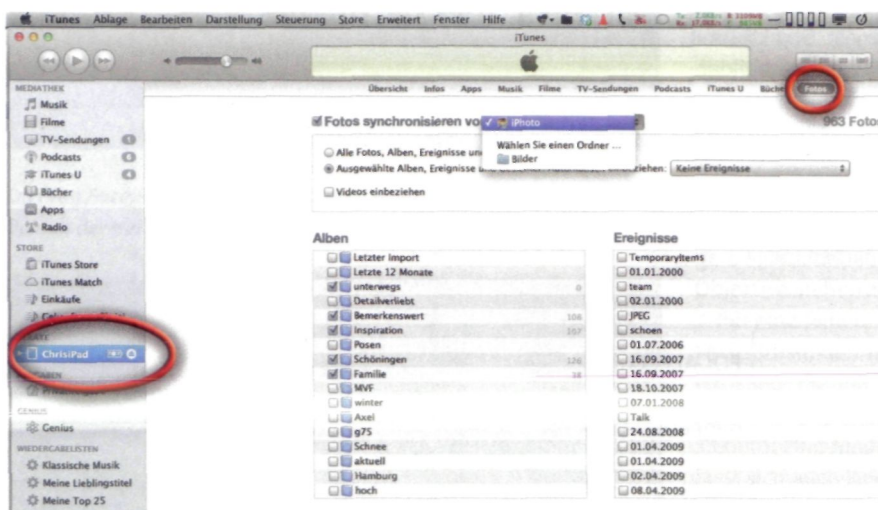 iTunes Ablage Bearbeiten Darstellung Steuerung Store Erweitert Fenster Hilfe
iTunes
MEDIATHEK
Musik
Filme
TV-Sendungen
Podcasts
iTunes U
Bücher
Apps
Radio
STORE
iTunes Store
iTunes Match
Einkäufe
ChrisiPad
GENIUS
Genius
WIEDERGABELISTEN
Klassische Musik
Meine Lieblingstitel
Meine Top 25
Übersicht Infos Apps Musik Filme TV-Sendungen Podcasts iTunes U Büche Fotos
Fotos synchronisieren vo iPhoto 963 Foto
Wählen Sie einen Ordner ...
Bilder
Alle Fotos, Alben, Ereignisse un
Ausgewählte Alben, Ereignisse ziehen: Keine Ereignisse
Videos einbeziehen
Alben
Letzter Import
Letzte 12 Monate
unterwegs 0
Detailverliebt
Bemerkenswert 106
Inspiration 157
Posen
Schöningen 126
Familie 18
MVF
winter
Axel
g75
Schnee
aktuell
Hamburg
hoch
Ereignisse
TemporaryItems
01.01.2000
team
02.01.2000
JPEG
schoen
01.07.2006
16.09.2007
16.09.2007
18.10.2007
07.01.2008
Talk
24.08.2008
01.04.2009
01.04.2009
02.04.2009
08.04.2009